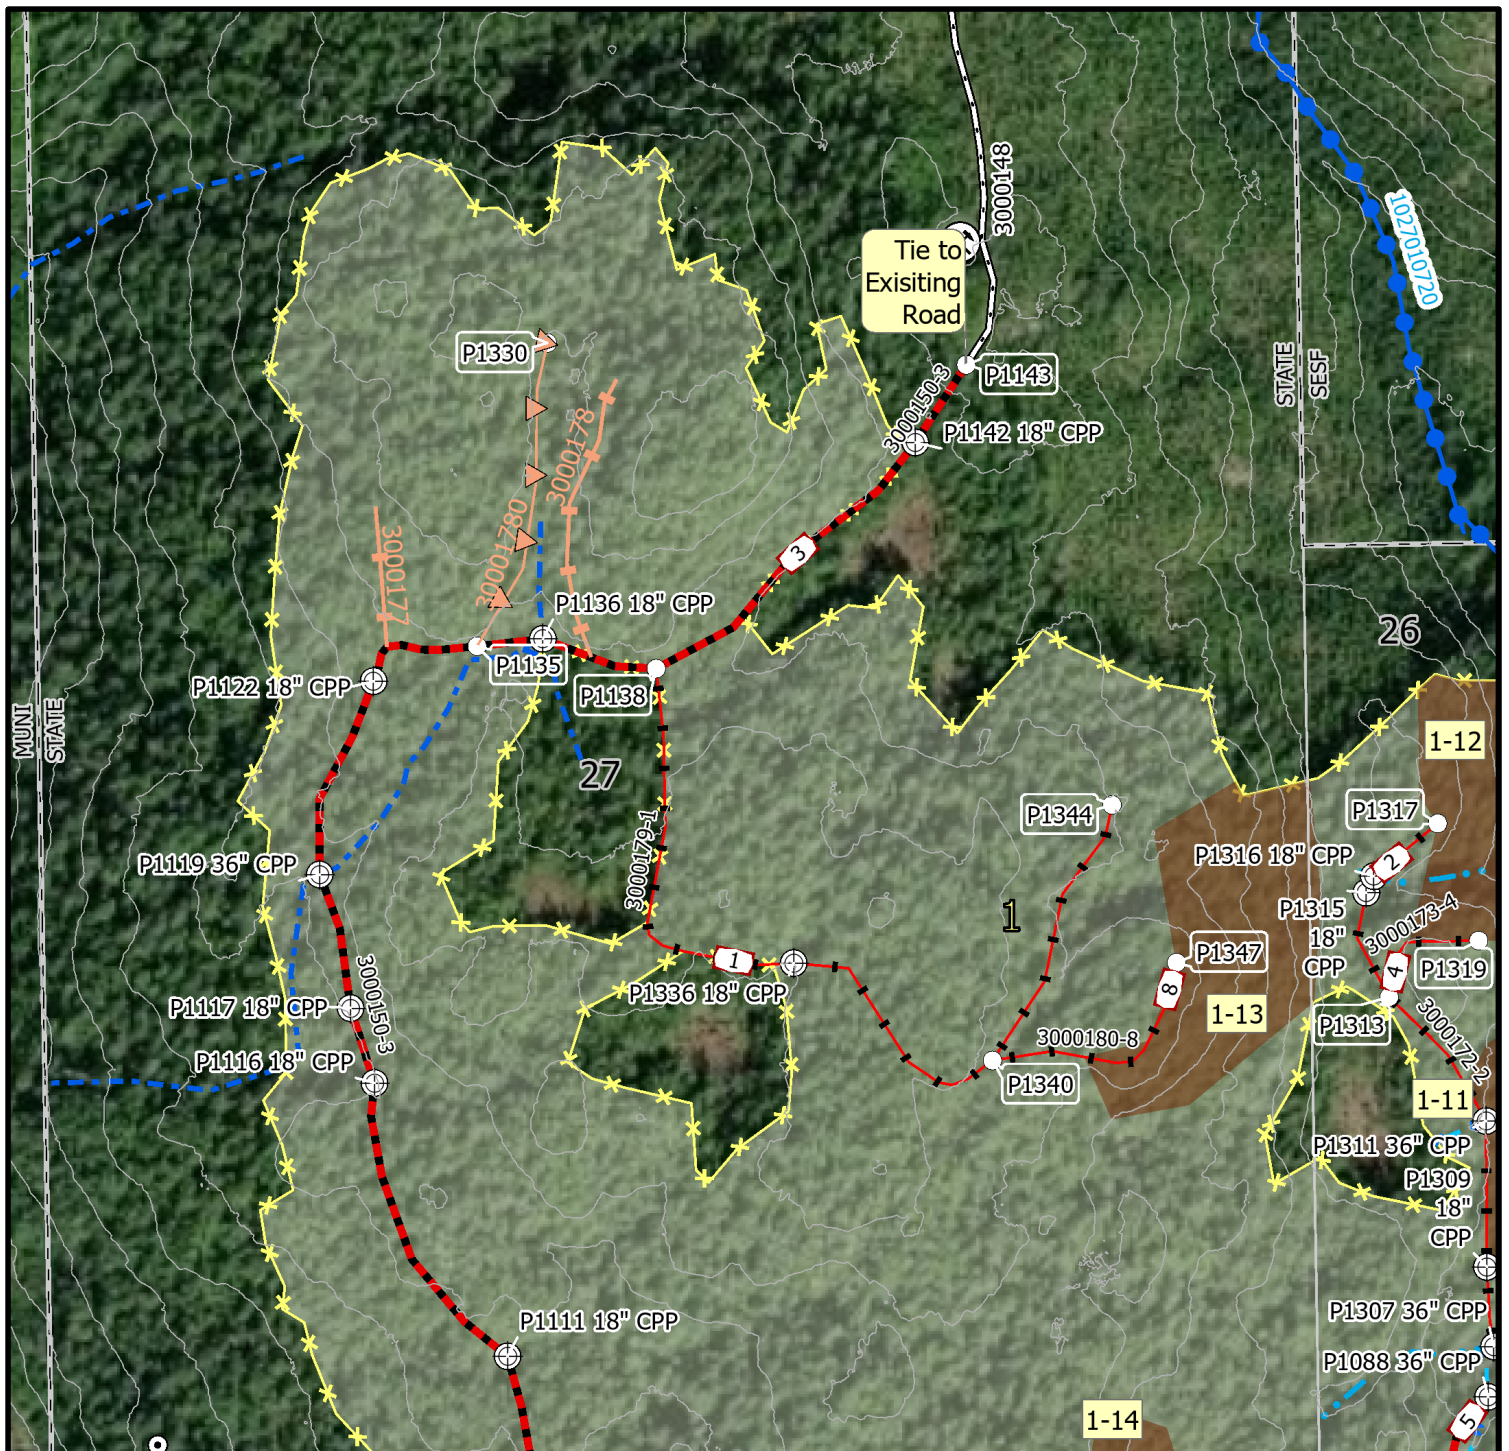 3000148
1027010720
Tie to
Exisiting
Road
STATE
SESF
P1330
P1143
3000150-3
P1142 18" CPP
3000178
30001780
3000177
3
P1136 18" CPP
P1135
P1138
P1122 18" CPP
26
MUNI
STATE
27
1-12
P1344
P1317
3000179-1
P1316 18" CPP
2
P1119 36" CPP
1
P1315
18"
CPP
3000173-4
P1347
P1319
1
4
P1336 18" CPP
8
3000150-3
P1117 18" CPP
1-13
P1313
3000180-8
3000172-2
P1116 18" CPP
P1340
1-11
P1311 36" CPP
P1309
18"
CPP
P1307 36" CPP
P1111 18" CPP
P1088 36" CPP
1-14
5